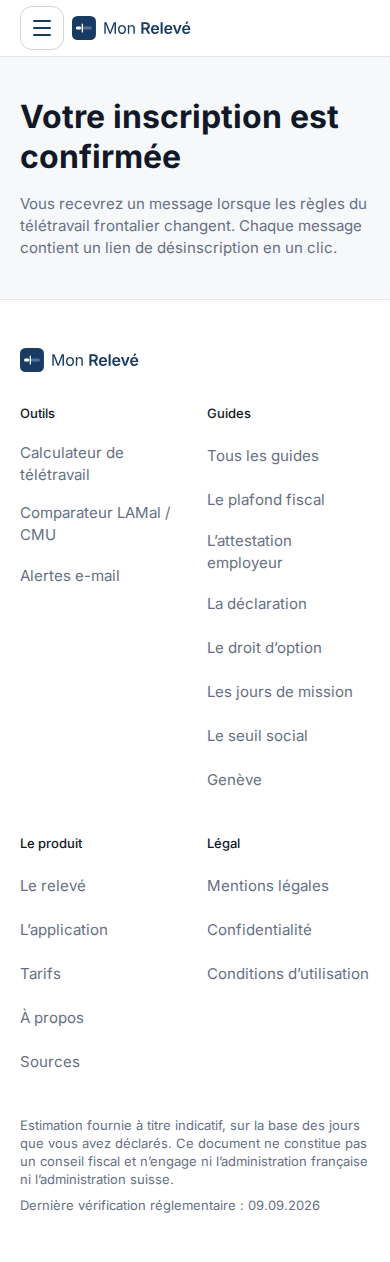 Mon Relevé
Votre inscription est
confirmée
Vous recevrez un message lorsque les règles du
télétravail frontalier changent. Chaque message
contient un lien de désinscription en un clic.
Mon Relevé
Outils
Calculateur de
télétravail
Comparateur LAMal /
CMU
Alertes e-mail
Guides
Tous les guides
Le plafond fiscal
L’attestation
employeur
La déclaration
Le droit d’option
Les jours de mission
Le seuil social
Genève
Le produit
Le relevé
L’application
Tarifs
À propos
Sources
Légal
Mentions légales
Confidentialité
Conditions d’utilisation
Estimation fournie à titre indicatif, sur la base des jours
que vous avez déclarés. Ce document ne constitue pas
un conseil fiscal et n’engage ni l’administration française
ni l’administration suisse.
Dernière vérification réglementaire : 09.09.2026